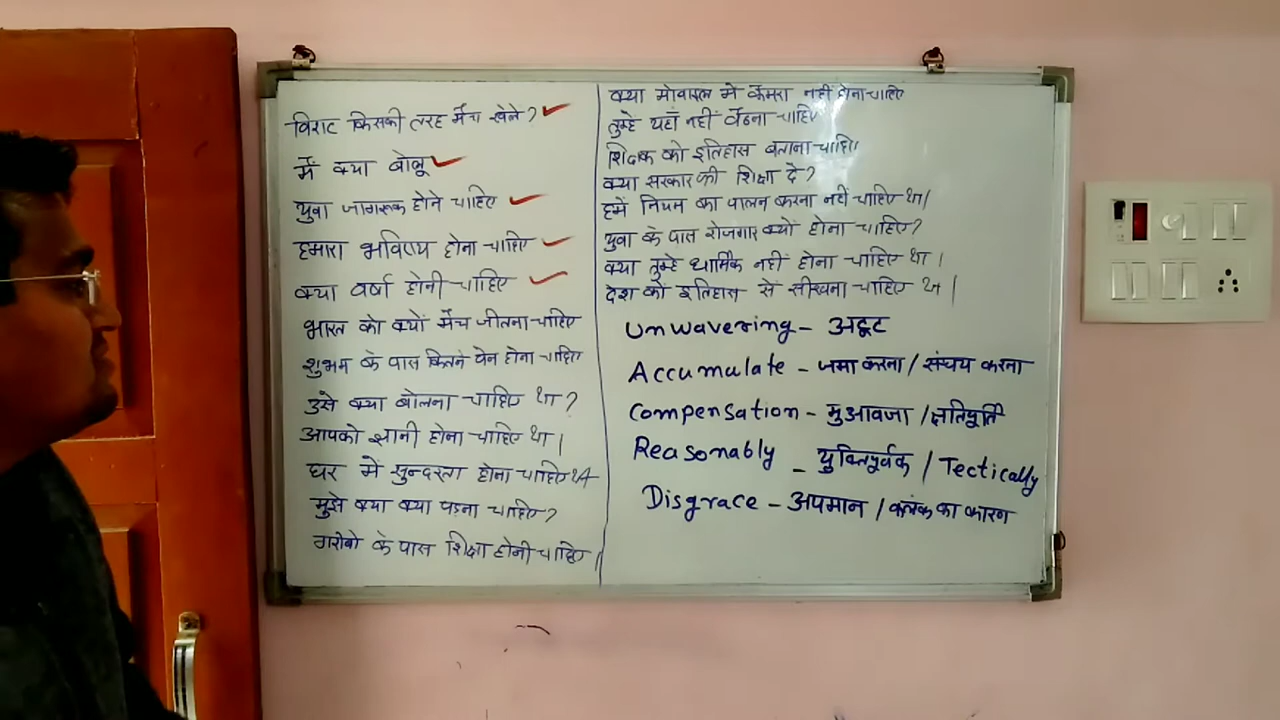 विराट किसकी तरह मैच खेले?
मैं क्या बोलू
युवा जागरूक होने चाहिए
हमारा भविष्य होना चाहिए
क्या वर्षा होनी चाहिए
भारत को क्यों मैच जीतना चाहिए
शुभम के पास कितने पेन होना चाहिए
उसे क्या बोलना चाहिए था?
आपको ज्ञानी होना चाहिए था।
घर में सुन्दरता होना चाहिए था
मुझे क्या क्या पड़ना चाहिए?
गरीबो के पास शिक्षा होनी चाहिए।
क्या मोबाइल में कैमरा नहीं होना चाहिए
तुम्हे यहाँ नहीं बैठना चाहिए
शिक्षक को इतिहास बताना चाहिए
क्या सरकार फ्री शिक्षा दे?
हमें नियम का पालन करना नहीं चाहिए था।
युवा के पास रोजगार क्यों होना चाहिए?
क्या तुम्हे धार्मिक नहीं होना चाहिए था।
देश को इतिहास से सीखना चाहिए था।
Unwavering - अटूट
Accumulate - जमा करना / संचय करना
Compensation - मुआवजा / क्षतिपूर्ति
Reasonably - युक्तिपूर्वक / Tectically
Disgrace - अपमान / कलंक का कारण